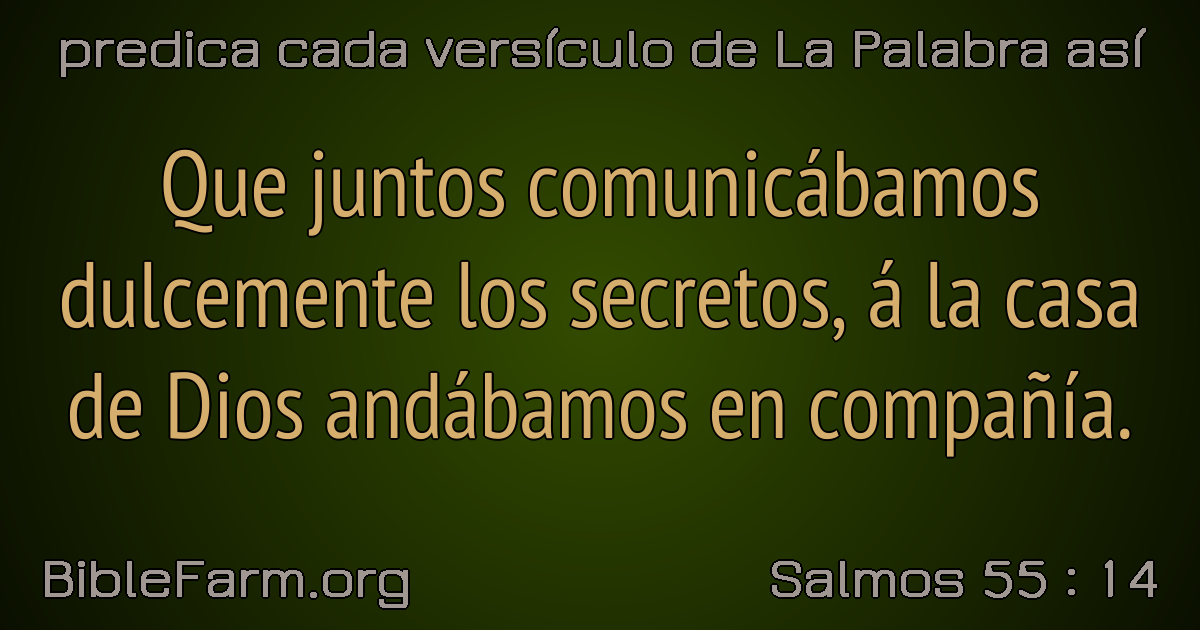 predica cada versículo de La Palabra así
Que juntos comunicábamos
dulcemente los secretos, á la casa
de Dios andábamos en compañía.
BibleFarm.org
Salmos 55 : 14